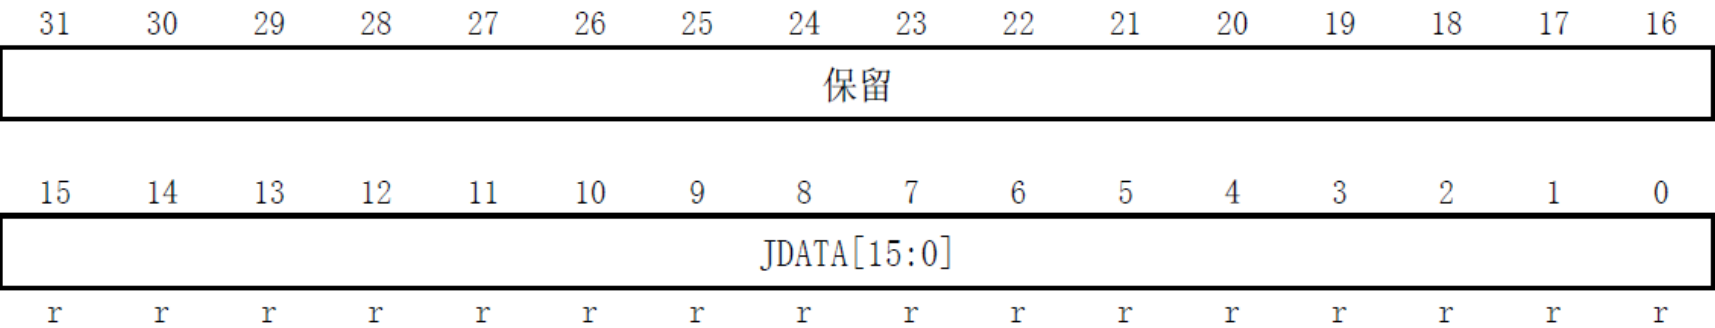 31 30 29 28 27 26 25 24 23 22 21 20 19 18 17 16
保留
15 14 13 12 11 10 9 8 7 6 5 4 3 2 1 0
JDATA[15:0]
r r r r r r r r r r r r r r r r